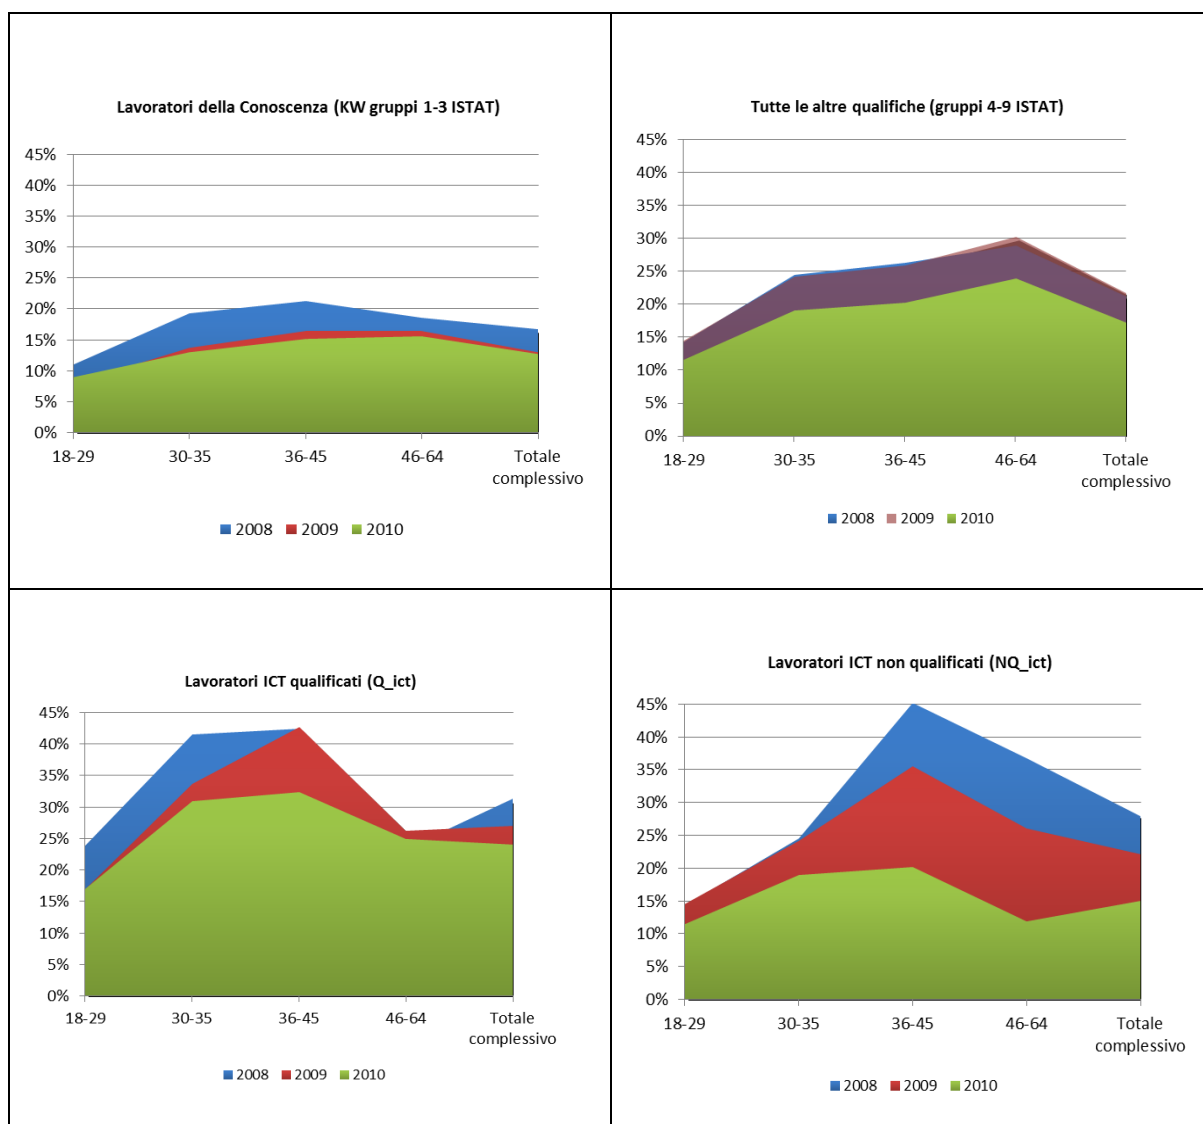 Lavoratori della Conoscenza (KW gruppi 1-3 ISTAT)
45%
40%
35%
30%
25%
20%
15%
10%
5%
0%
18-29 30-35 36-45 46-64 Totale
complessivo
2008 2009 2010
Tutte le altre qualifiche (gruppi 4-9 ISTAT)
45%
40%
35%
30%
25%
20%
15%
10%
5%
0%
18-29 30-35 36-45 46-64 Totale
complessivo
2008 2009 2010
Lavoratori ICT qualificati (Q_ict)
45%
40%
35%
30%
25%
20%
15%
10%
5%
0%
18-29 30-35 36-45 46-64 Totale
complessivo
2008 2009 2010
Lavoratori ICT non qualificati (NQ_ict)
45%
40%
35%
30%
25%
20%
15%
10%
5%
0%
18-29 30-35 36-45 46-64 Totale
complessivo
2008 2009 2010